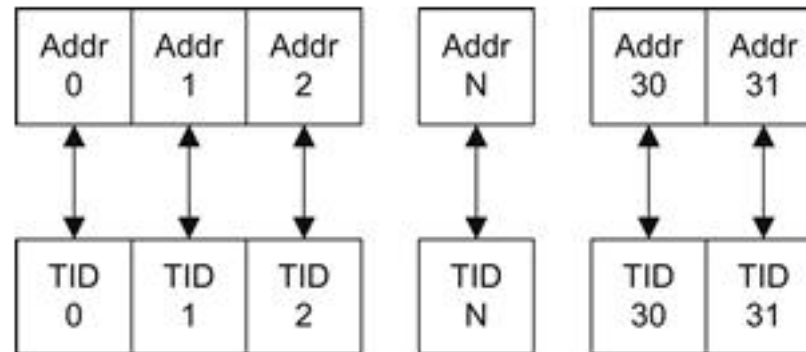 Addr Addr Addr Addr Addr Addr
0 1 2 N 30 31
TID TID TID TID TID TID
0 1 2 N 30 31